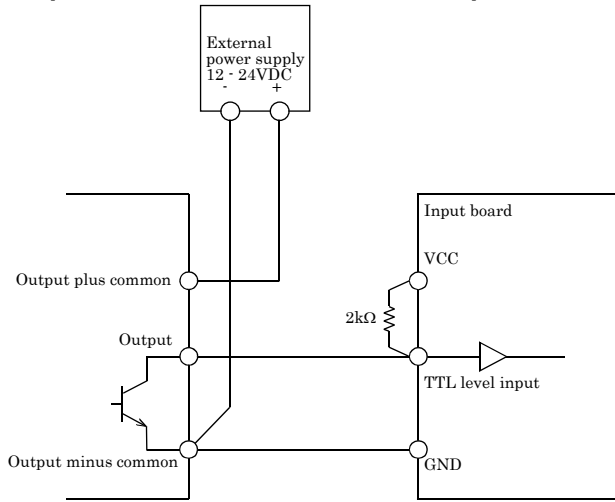 External
power supply
12 - 24VDC
- +
Input board
VCC
Output plus common
2kΩ
Output
TTL level input
Output minus common
GND